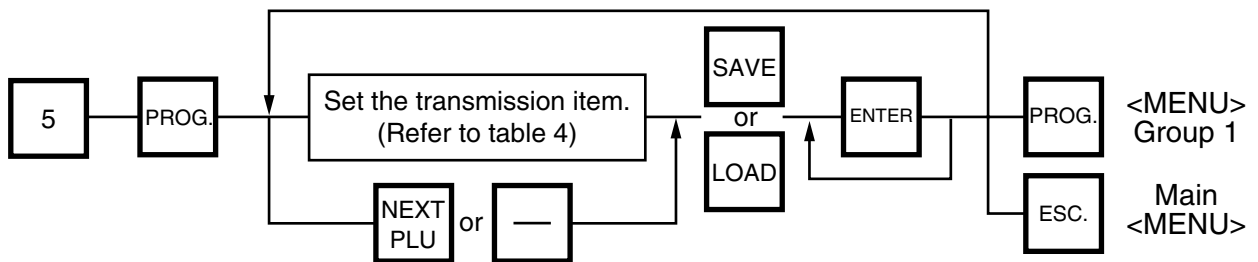 5
PROG.
Set the transmission item.
(Refer to table 4)
NEXT
PLU
or
—
SAVE
or
LOAD
ENTER
PROG.
<MENU>
Group 1
ESC.
Main
<MENU>